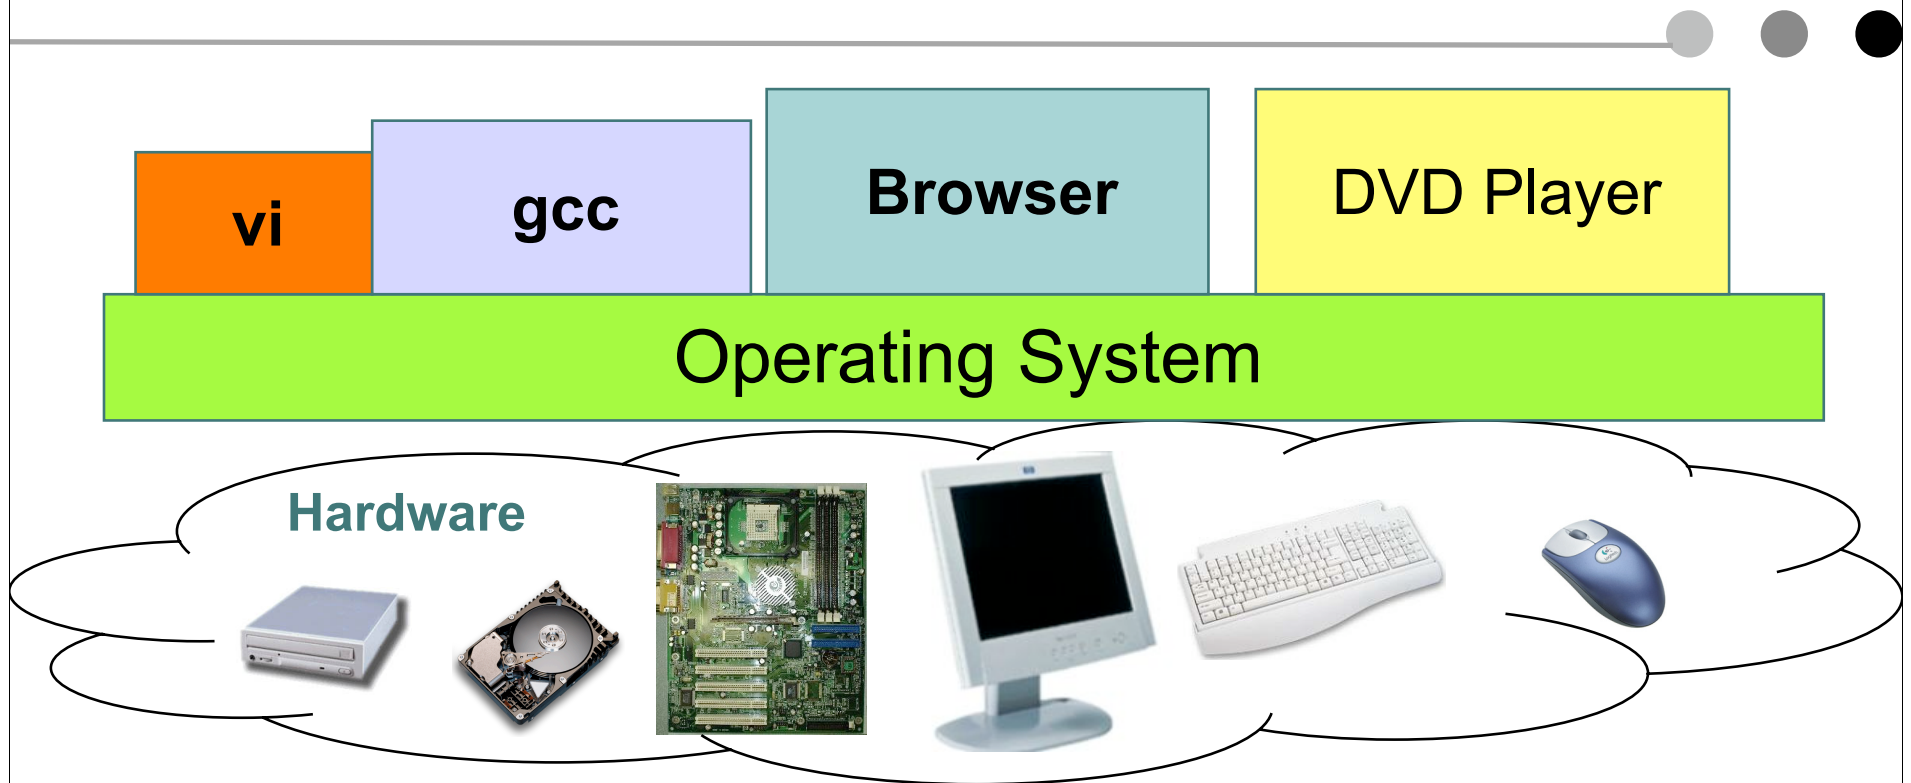 vi
gcc
Browser
DVD Player
Operating System
Hardware